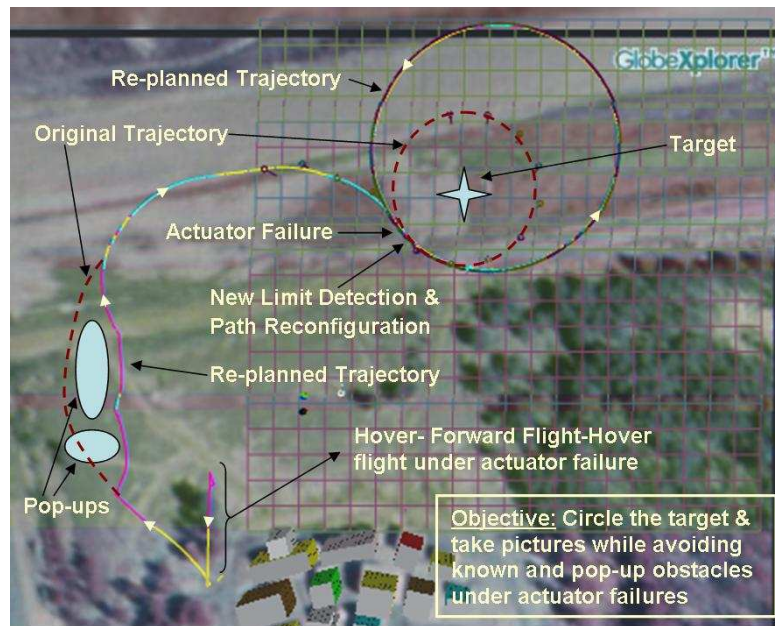 GlobeXplorer™
Re-planned Trajectory
Original Trajectory
Target
Actuator Failure
New Limit Detection &
Path Reconfiguration
Re-planned Trajectory
Hover- Forward Flight-Hover
flight under actuator failure
Pop-ups
Objective: Circle the target &
take pictures while avoiding
known and pop-up obstacles
under actuator failures